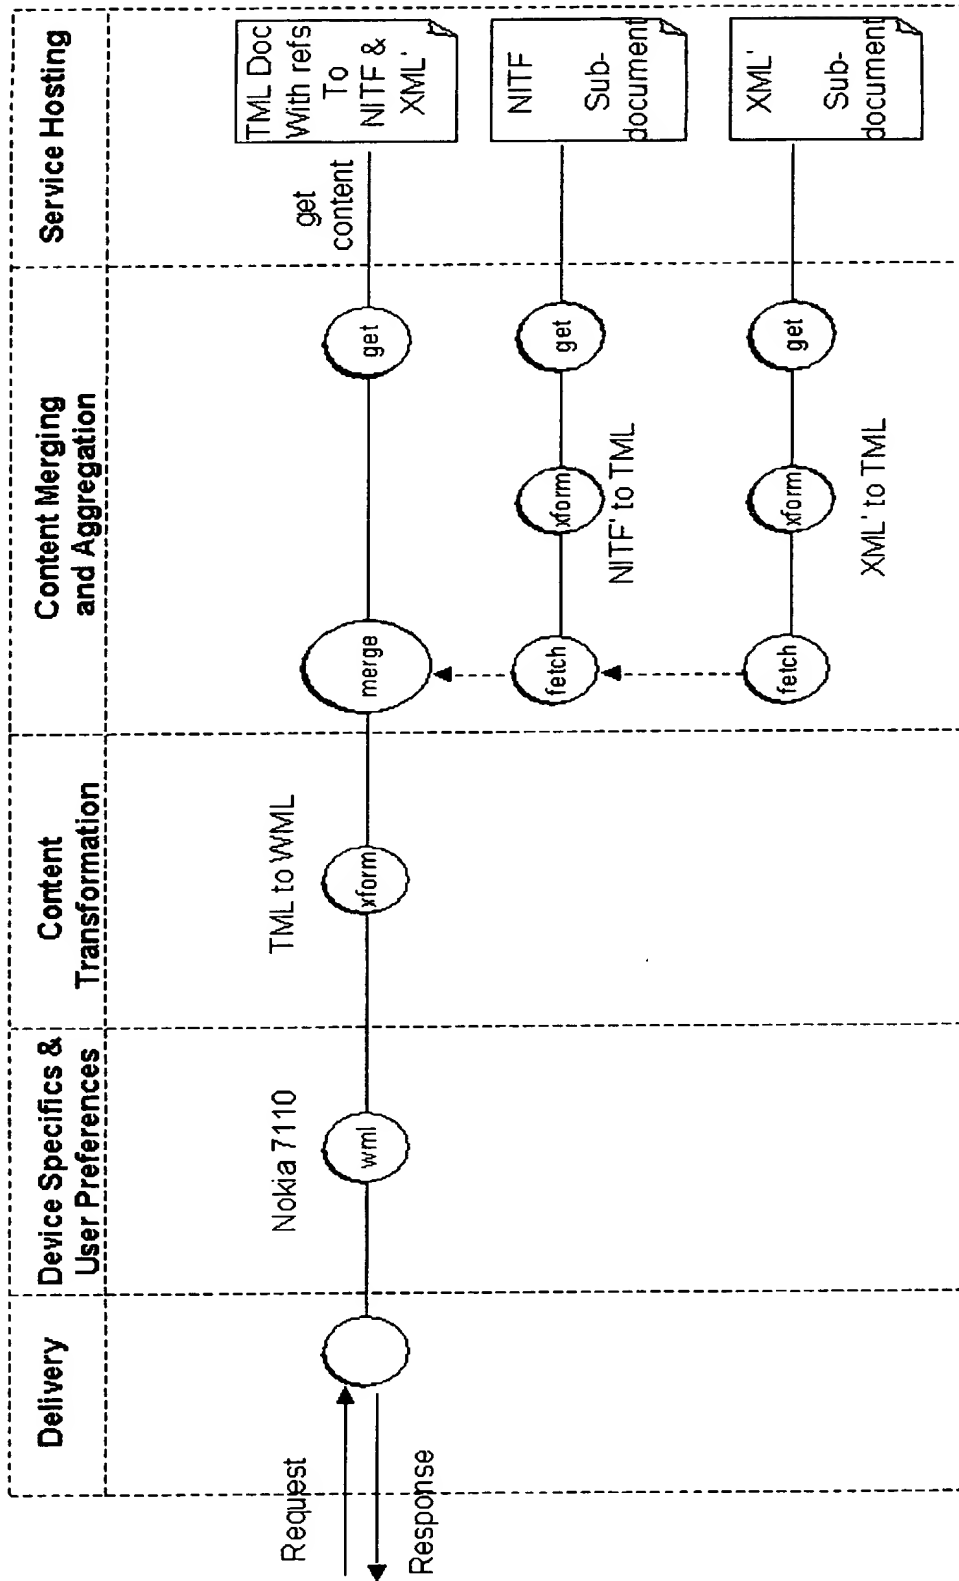 Delivery
Device Specifics &
User Preferences
Content
Transformation
Content Merging
and Aggregation
Service Hosting
Request
Response
Nokia 7110
wml
TML to WML
xform
merge
get
get
content
TML Doc
With refs
To
NITF &
XML'
fetch
xform
NITF' to TML
get
NITF
Sub-
document
fetch
xform
XML' to TML
get
XML'
Sub-
document